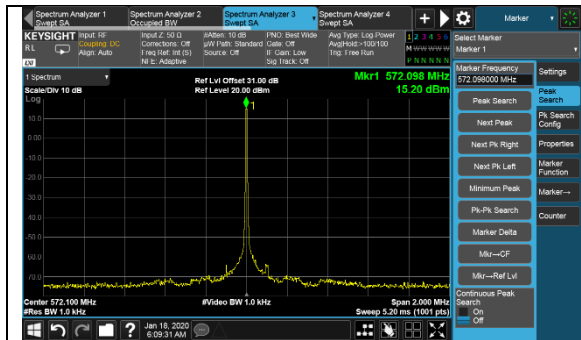 Spectrum Analyzer 1
Swept SA
Spectrum Analyzer 2
Occupied BW
Spectrum Analyzer 3
Swept SA
Spectrum Analyzer 4
Swept SA
+
Marker
KEYSIGHT
RL
LXI
Input: RF
Coupling: DC
Align: Auto
Input Z: 50 Ω
Corrections: Off
Freq Ref: Int (S)
NFE: Adaptive
#Atten: 10 dB
µW Path: Standard
Source: Off
PNO: Best Wide
Gate: Off
IF Gain: Low
Sig Track: Off
Avg Type: Log-Power
Avg|Hold:>100/100
Trig: Free Run
1 2 3 4 5 6
M W W W W W
P N N N N N
Select Marker
Marker 1
1 Spectrum
Scale/Div 10 dB
Log
Ref Lvl Offset 31.00 dB
Ref Level 20.00 dBm
Mkr1 572.098 MHz
15.20 dBm
1
10.0
0.00
-10.0
-20.0
-30.0
-40.0
-50.0
-60.0
-70.0
Center 572.100 MHz
#Res BW 1.0 kHz
#Video BW 1.0 kHz
Span 2.000 MHz
Sweep 5.20 ms (1001 pts)
Marker Frequency
572.098000 MHz
Peak Search
Next Peak
Next Pk Right
Next Pk Left
Minimum Peak
Pk-Pk Search
Marker Delta
Mkr→CF
Mkr→Ref Lvl
Continuous Peak
Search
On
Off
Settings
Peak
Search
Pk Search
Config
Properties
Marker
Function
Marker→
Counter
?
Jan 18, 2020
6:09:31 AM